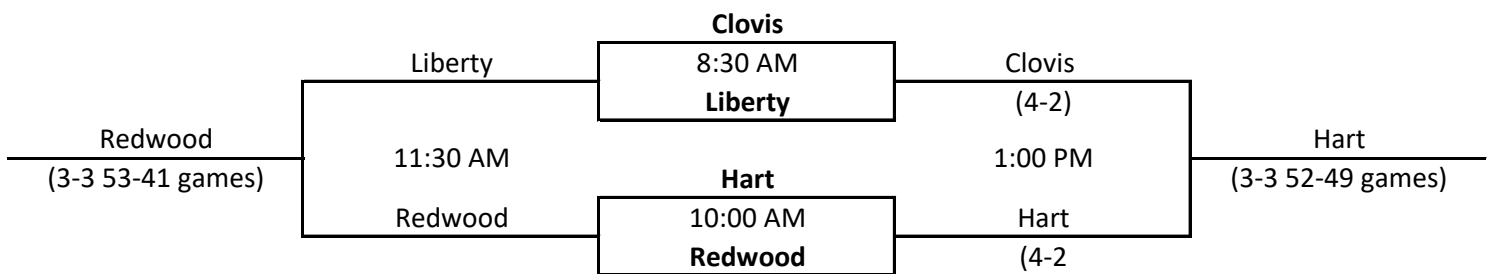 Clovis
Liberty 8:30 AM Clovis
Liberty (4-2)
Redwood 11:30 AM 1:00 PM Hart
(3-3 53-41 games) Hart (3-3 52-49 games)
Redwood 10:00 AM Hart
Redwood (4-2